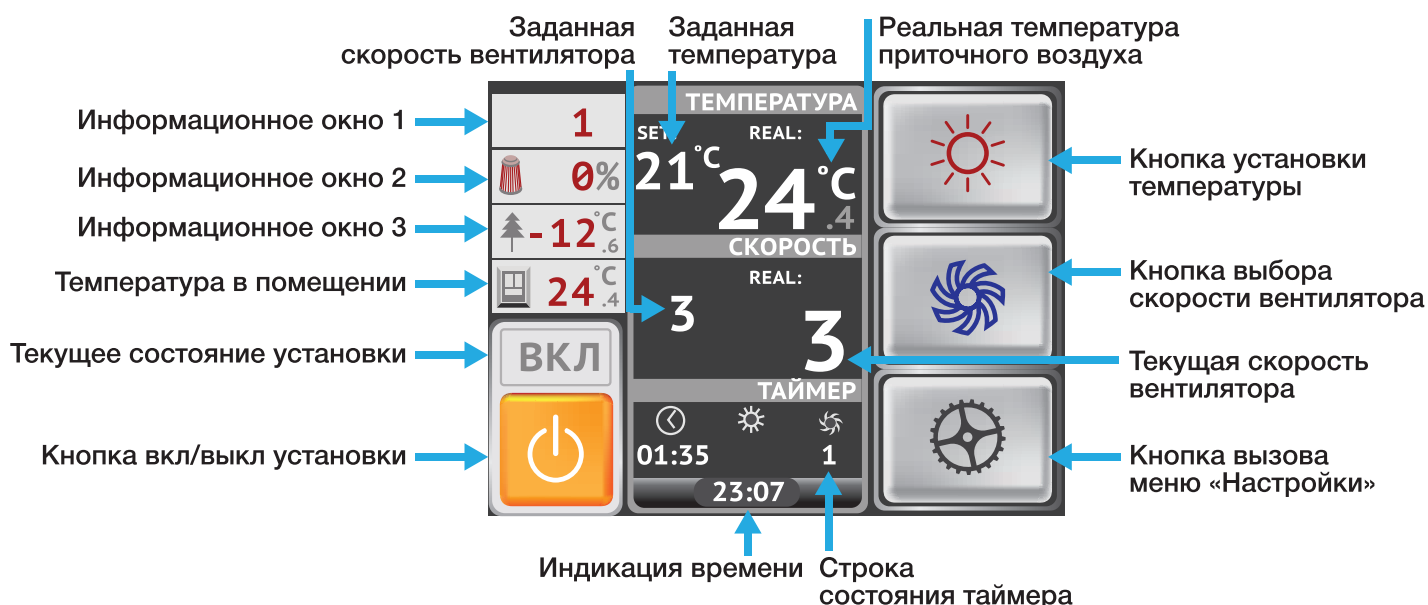 Заданная
скорость вентилятора
Заданная
температура
Реальная температура
приточного воздуха
Информационное окно 1
Информационное окно 2
Информационное окно 3
Температура в помещении
Текущее состояние установки
Кнопка вкл/выкл установки
1
0%
-12°C
.6
24°C
.4
ВКЛ
ТЕМПЕРАТУРА
SET:
REAL:
21°C
24°C
.4
СКОРОСТЬ
REAL:
3
3
ТАЙМЕР
01:35
1
23:07
Кнопка установки
температуры
Кнопка выбора
скорости вентилятора
Текущая скорость
вентилятора
Кнопка вызова
меню «Настройки»
Индикация времени
Строка
состояния таймера